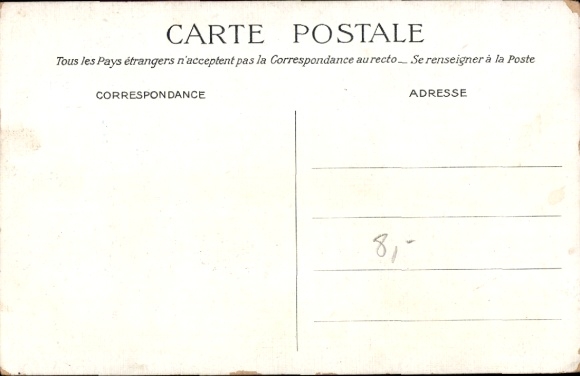 CARTE POSTALE
Tous les Pays étrangers n'acceptent pas la Correspondance au recto — Se renseigner à la Poste
CORRESPONDANCE
ADRESSE
8,-